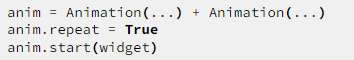 anim = Animation(...) + Animation(...)
anim.repeat = True
anim.start(widget)